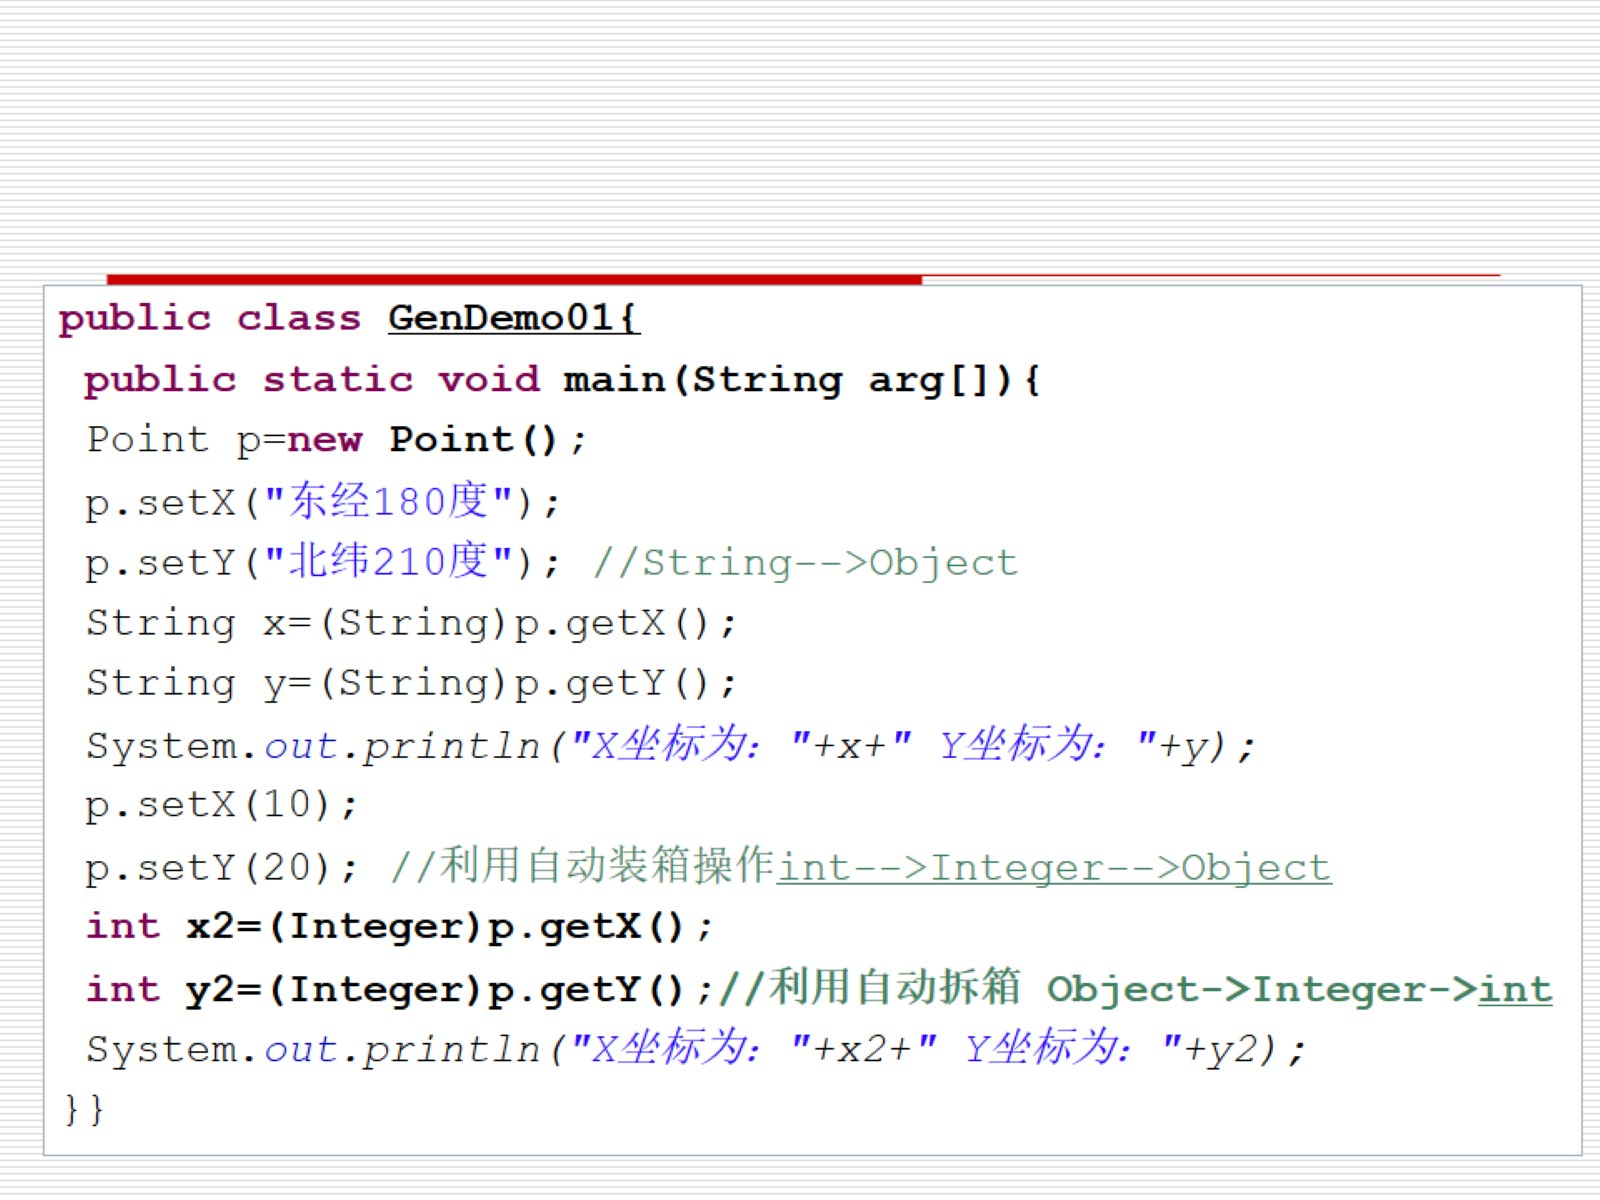 public class GenDemo01{
public static void main(String arg[]){
Point p=new Point();
p.setX("东经180度");
p.setY("北纬210度"); //String-->Object
String x=(String)p.getX();
String y=(String)p.getY();
System.out.println("X坐标为："+x+" Y坐标为："+y);
p.setX(10);
p.setY(20); //利用自动装箱操作int-->Integer-->Object
int x2=(Integer)p.getX();
int y2=(Integer)p.getY();//利用自动拆箱 Object->Integer->int
System.out.println("X坐标为："+x2+" Y坐标为："+y2);
}}